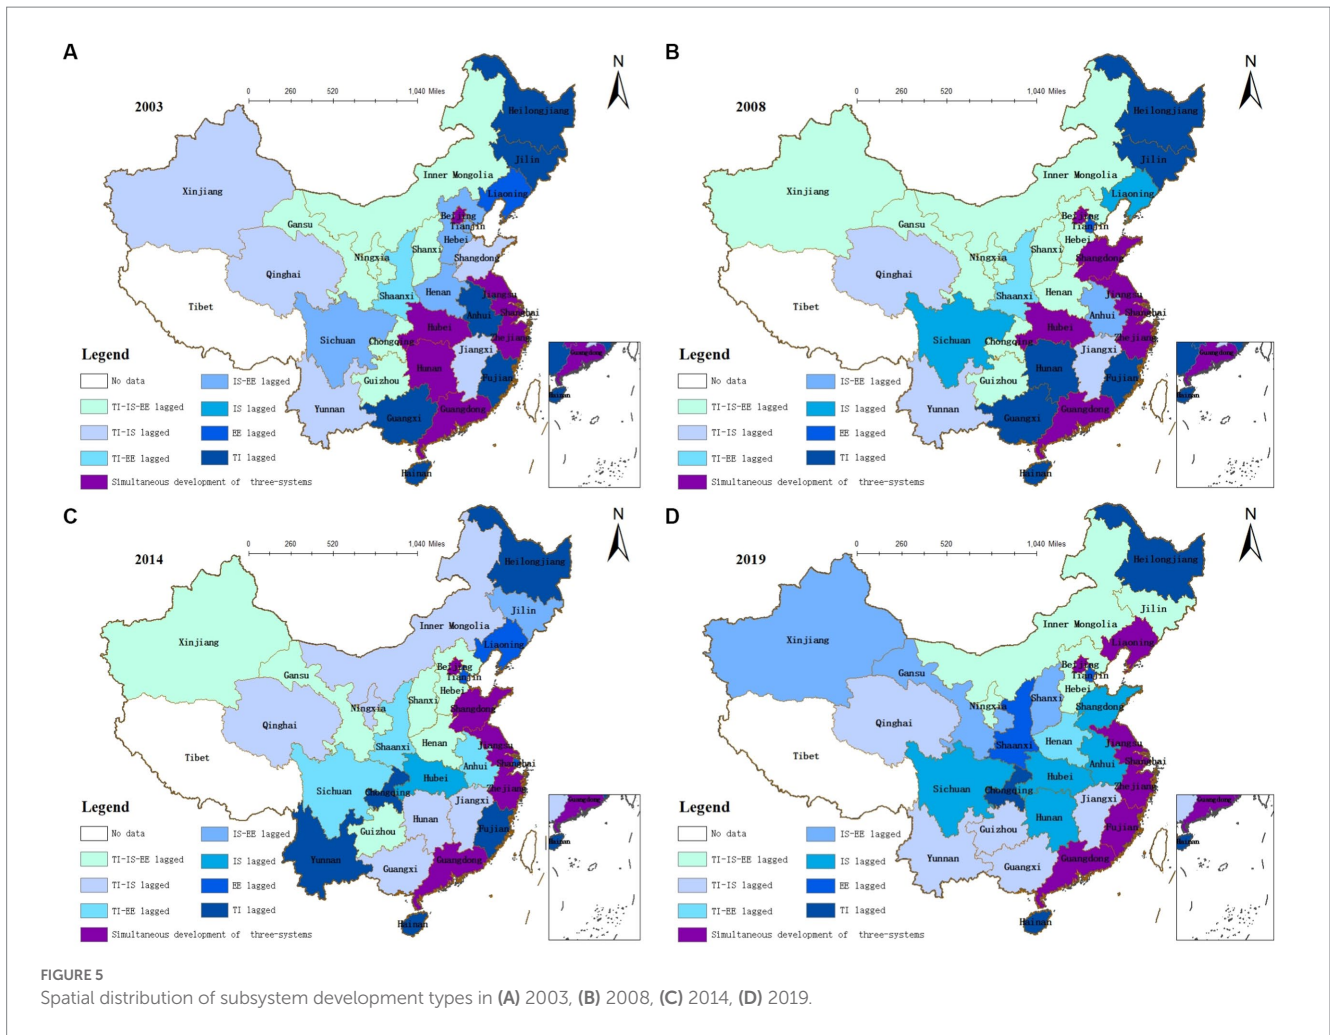 A
2003
0 260 520 1,040 Miles
N
Heilongjiang
Jilin
Liaoning
Inner Mongolia
Xinjiang
Gansu
Beijing
Tianjin
Hebei
Shanxi
Shangdong
Ningxia
Qinghai
Shaanxi
Henan
Jiangsu
Anhui
Shanghai
Tibet
Hubei
Zhejiang
Sichuan
Chongqing
Jiangxi
Hunan
Guizhou
Fujian
Yunnan
Guangxi
Guangdong
Hainan
Guangdong
Hainan
Legend
No data
IS-EE lagged
TI-IS-EE lagged
IS lagged
TI-IS lagged
EE lagged
TI-EE lagged
TI lagged
Simultaneous development of three-systems
B
2008
0 260 520 1,040 Miles
N
Heilongjiang
Jilin
Liaoning
Inner Mongolia
Xinjiang
Gansu
Beijing
Tianjin
Hebei
Shanxi
Shangdong
Ningxia
Qinghai
Shaanxi
Henan
Jiangsu
Anhui
Shanghai
Tibet
Hubei
Zhejiang
Sichuan
Chongqing
Jiangxi
Hunan
Guizhou
Fujian
Yunnan
Guangxi
Guangdong
Hainan
Guangdong
Hainan
Legend
No data
IS-EE lagged
TI-IS-EE lagged
IS lagged
TI-IS lagged
EE lagged
TI-EE lagged
TI lagged
Simultaneous development of three-systems
C
2014
0 260 520 1,040 Miles
N
Heilongjiang
Jilin
Liaoning
Inner Mongolia
Xinjiang
Gansu
Beijing
Tianjin
Hebei
Shanxi
Shangdong
Ningxia
Qinghai
Shaanxi
Henan
Jiangsu
Anhui
Shanghai
Tibet
Hubei
Zhejiang
Sichuan
Chongqing
Jiangxi
Hunan
Guizhou
Fujian
Yunnan
Guangxi
Guangdong
Hainan
Guangdong
Hainan
Legend
No data
IS-EE lagged
TI-IS-EE lagged
IS lagged
TI-IS lagged
EE lagged
TI-EE lagged
TI lagged
Simultaneous development of three-systems
D
2019
0 260 520 1,040 Miles
N
Heilongjiang
Jilin
Liaoning
Inner Mongolia
Xinjiang
Gansu
Beijing
Tianjin
Hebei
Shanxi
Shangdong
Ningxia
Qinghai
Shaanxi
Henan
Jiangsu
Anhui
Shanghai
Tibet
Hubei
Zhejiang
Sichuan
Chongqing
Jiangxi
Hunan
Guizhou
Fujian
Yunnan
Guangxi
Guangdong
Hainan
Guangdong
Hainan
Legend
No data
IS-EE lagged
TI-IS-EE lagged
IS lagged
TI-IS lagged
EE lagged
TI-EE lagged
TI lagged
Simultaneous development of three-systems
FIGURE 5
Spatial distribution of subsystem development types in (A) 2003, (B) 2008, (C) 2014, (D) 2019.